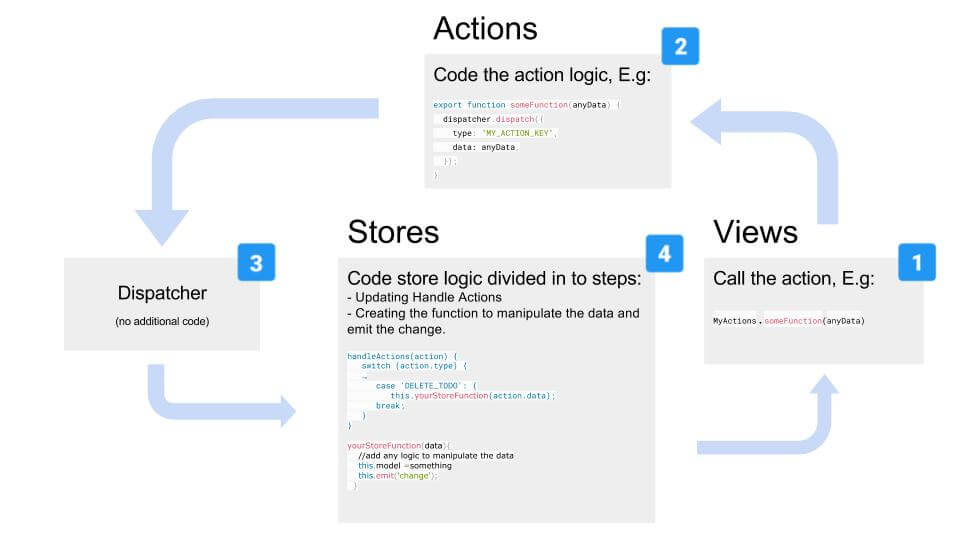 Actions
2
Code the action logic, E.g:
export function someFunction(anyData) {
dispatcher.dispatch({
type: 'MY_ACTION_KEY',
data: anyData,
});
}
3
Dispatcher
(no additional code)
Stores
4
Code store logic divided in to steps:
- Updating Handle Actions
- Creating the function to manipulate the data and
emit the change.
handleActions(action) {
switch (action.type) {
…
case 'DELETE_TODO': {
this.yourStoreFunction(action.data);
break;
}
}
yourStoreFunction(data){
//add any logic to manipulate the data
this.model =something
this.emit('change');
}
Views
1
Call the action, E.g:
MyActions.someFunction(anyData)